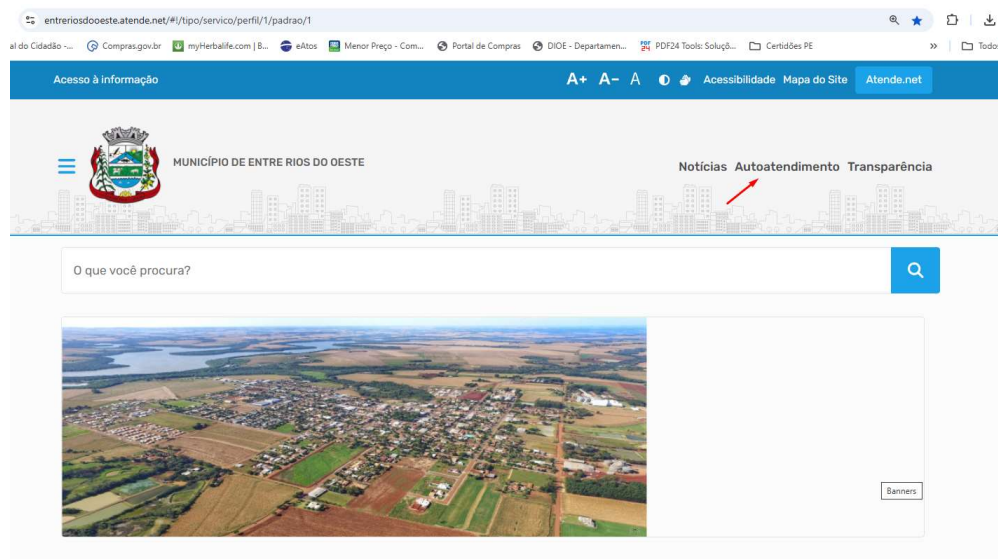 entreriosdooeste.atende.net/#!/tipo/servico/perfil/1/padrao/1
al do Cidadão -... Compras.gov.br myHerbalife.com | B... eAtos Menor Preço - Com... Portal de Compras DIOE - Departamen... PDF24 Tools: Soluçõ... Certidões PE » Todos
Acesso à informação A+ A- A Acessibilidade Mapa do Site Atende.net
MUNICÍPIO DE ENTRE RIOS DO OESTE
Notícias Autoatendimento Transparência
O que você procura?
Banners